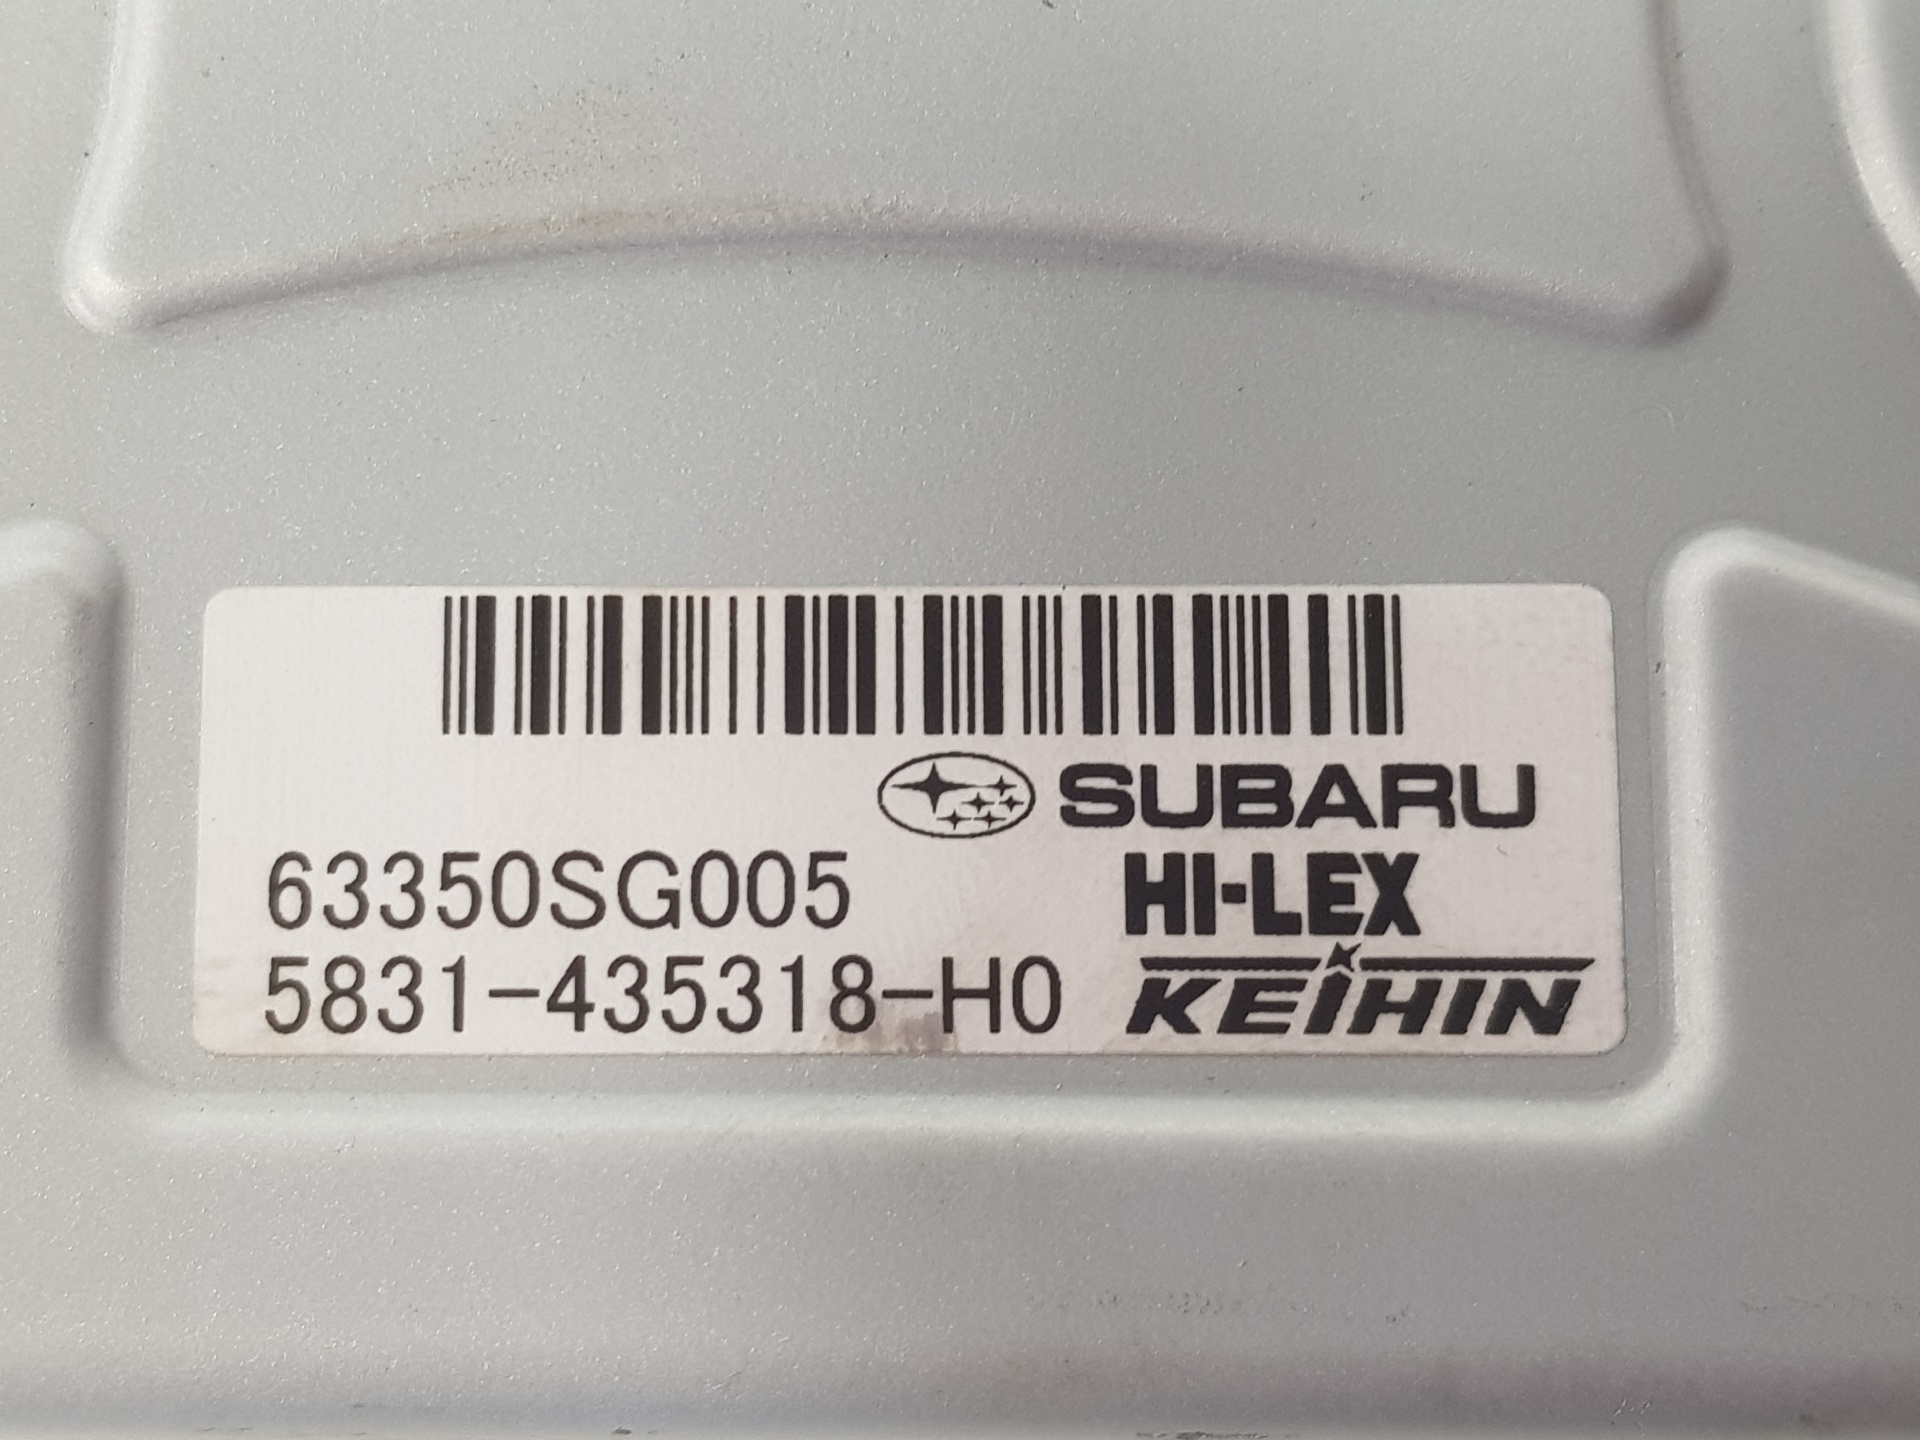 SUBARU
63350SG005 HI-LEX
5831-435318-H0 KEIHIN